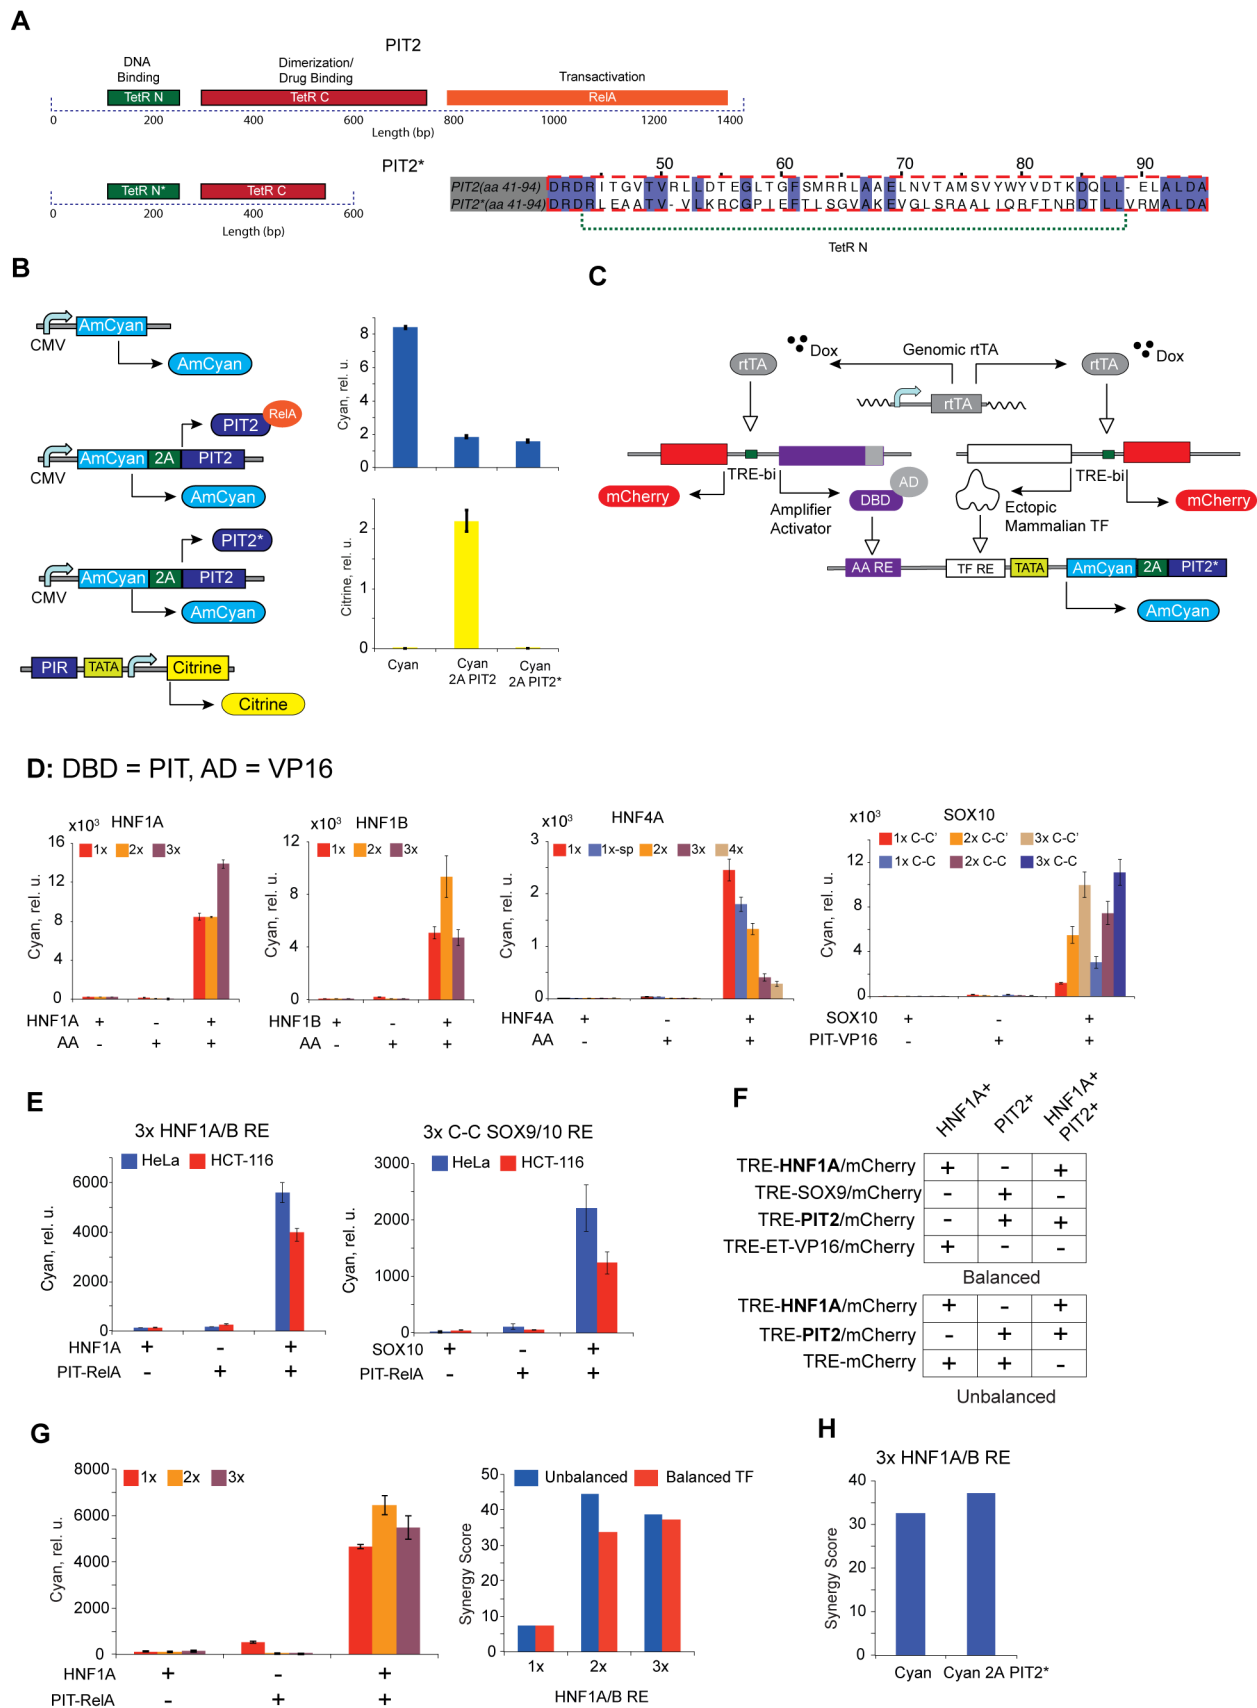 A
PIT2
DNA
Binding
Dimerization/
Drug Binding
Transactivation
TetR N
TetR C
RelA
0
200
400
600
800
1000
1200
1400
Length (bp)
PIT2*
TetR N*
TetR C
0
200
400
600
Length (bp)
50
60
70
80
90
PIT2(aa 41-94)
DRDRITGVTVRLLDTEGLTGFSMRRLAAELNVTAMSVYWYVDTKDQLL-ELALDA
PIT2*(aa 41-94)
DRDRLEAATV-VLKRCGPIEFTLSGVAKEVGLSRAALIQRFTNRDTLLVRMALDA
TetR N
B
CMV
AmCyan
AmCyan
CMV
AmCyan
2A
PIT2
PIT2
RelA
AmCyan
CMV
AmCyan
2A
PIT2
PIT2*
AmCyan
PIR
TATA
Citrine
Citrine
Cyan, rel. u.
8
6
4
2
0
Citrine, rel. u.
2
1
0
Cyan
Cyan
2A PIT2
Cyan
2A PIT2*
C
rtTA
Dox
Genomic rtTA
rtTA
Dox
rtTA
TRE-bi
mCherry
Amplifier
Activator
DBD
AD
TRE-bi
Ectopic
Mammalian TF
mCherry
AA RE
TF RE
TATA
AmCyan
2A
PIT2*
AmCyan
D: DBD = PIT, AD = VP16
x10³
HNF1A
1x
2x
3x
Cyan, rel. u.
16
12
8
4
0
HNF1A + - +
AA - + +
x10³
HNF1B
1x
2x
3x
Cyan, rel. u.
12
8
4
0
HNF1B + - +
AA - + +
x10³
HNF4A
1x
1x-sp
2x
3x
4x
Cyan, rel. u.
3
2
1
0
HNF4A + - +
AA - + +
x10³
SOX10
1x C-C'
2x C-C'
3x C-C'
1x C-C
2x C-C
3x C-C
Cyan, rel. u.
12
8
4
0
SOX10 + - +
PIT-VP16 - + +
E
3x HNF1A/B RE
HeLa
HCT-116
Cyan, rel. u.
6000
4000
2000
0
HNF1A + - +
PIT-RelA - + +
3x C-C SOX9/10 RE
HeLa
HCT-116
Cyan, rel. u.
3000
2000
1000
0
SOX10 + - +
PIT-RelA - + +
F
HNF1A+
PIT2+
HNF1A+
PIT2+
TRE-HNF1A/mCherry + - +
TRE-SOX9/mCherry - + -
TRE-PIT2/mCherry - + +
TRE-ET-VP16/mCherry + - -
Balanced
TRE-HNF1A/mCherry + - +
TRE-PIT2/mCherry - + +
TRE-mCherry + + -
Unbalanced
G
1x
2x
3x
Cyan, rel. u.
8000
6000
4000
2000
0
HNF1A + - +
PIT-RelA - + +
Unbalanced
Balanced TF
Synergy Score
50
40
30
20
10
0
1x
2x
3x
HNF1A/B RE
H
3x HNF1A/B RE
Synergy Score
40
30
20
10
0
Cyan
Cyan 2A PIT2*